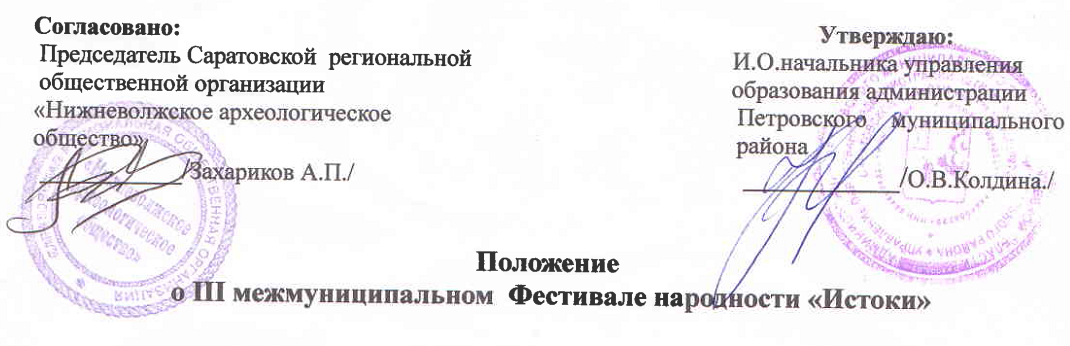 Согласовано:
Председатель Саратовской региональной
общественной организации
«Нижневолжское археологическое
общество»
/Захариков А.П./
Утверждаю:
И.О.начальника управления
образования администрации
Петровского муниципального
района
/О.В.Колдина./
Положение
о III межмуниципальном Фестивале народности «Истоки»